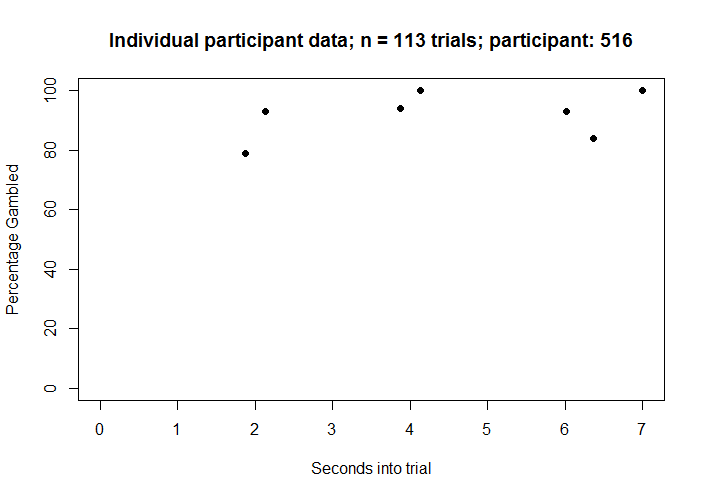 Individual participant data; n = 113 trials; participant: 516
Percentage Gambled
100
80
60
40
20
0
0 1 2 3 4 5 6 7
Seconds into trial